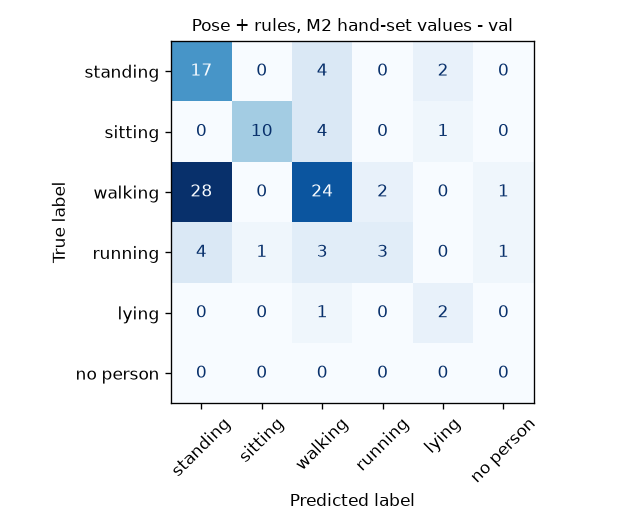 Pose + rules, M2 hand-set values - val
standing 17 0 4 0 2 0
sitting 0 10 4 0 1 0
walking 28 0 24 2 0 1
running 4 1 3 3 0 1
lying 0 0 1 0 2 0
no person 0 0 0 0 0 0
True label
standing sitting walking running lying no person
Predicted label